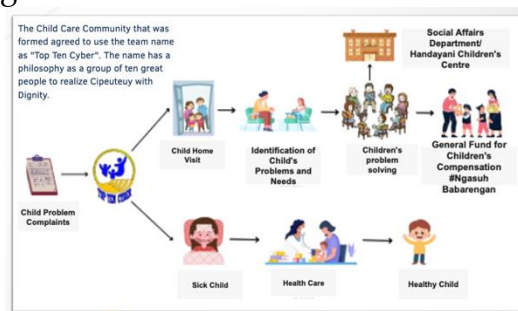 The Child Care Community that was
formed agreed to use the team name
as "Top Ten Cyber". The name has a
philosophy as a group of ten great
people to realize Cipeuteuy with
Dignity.
Social Affairs
Department/
Handayani Children's
Centre
Child Home
Visit
Identification of
Child's
Problems and
Needs
Children's
problem
solving
General Fund for
Children's
Compensation
#Ngasuh
Babarengan
Child Problem
Complaints
TOP TEN CYBER
Sick Child
Health Care
Healthy Child